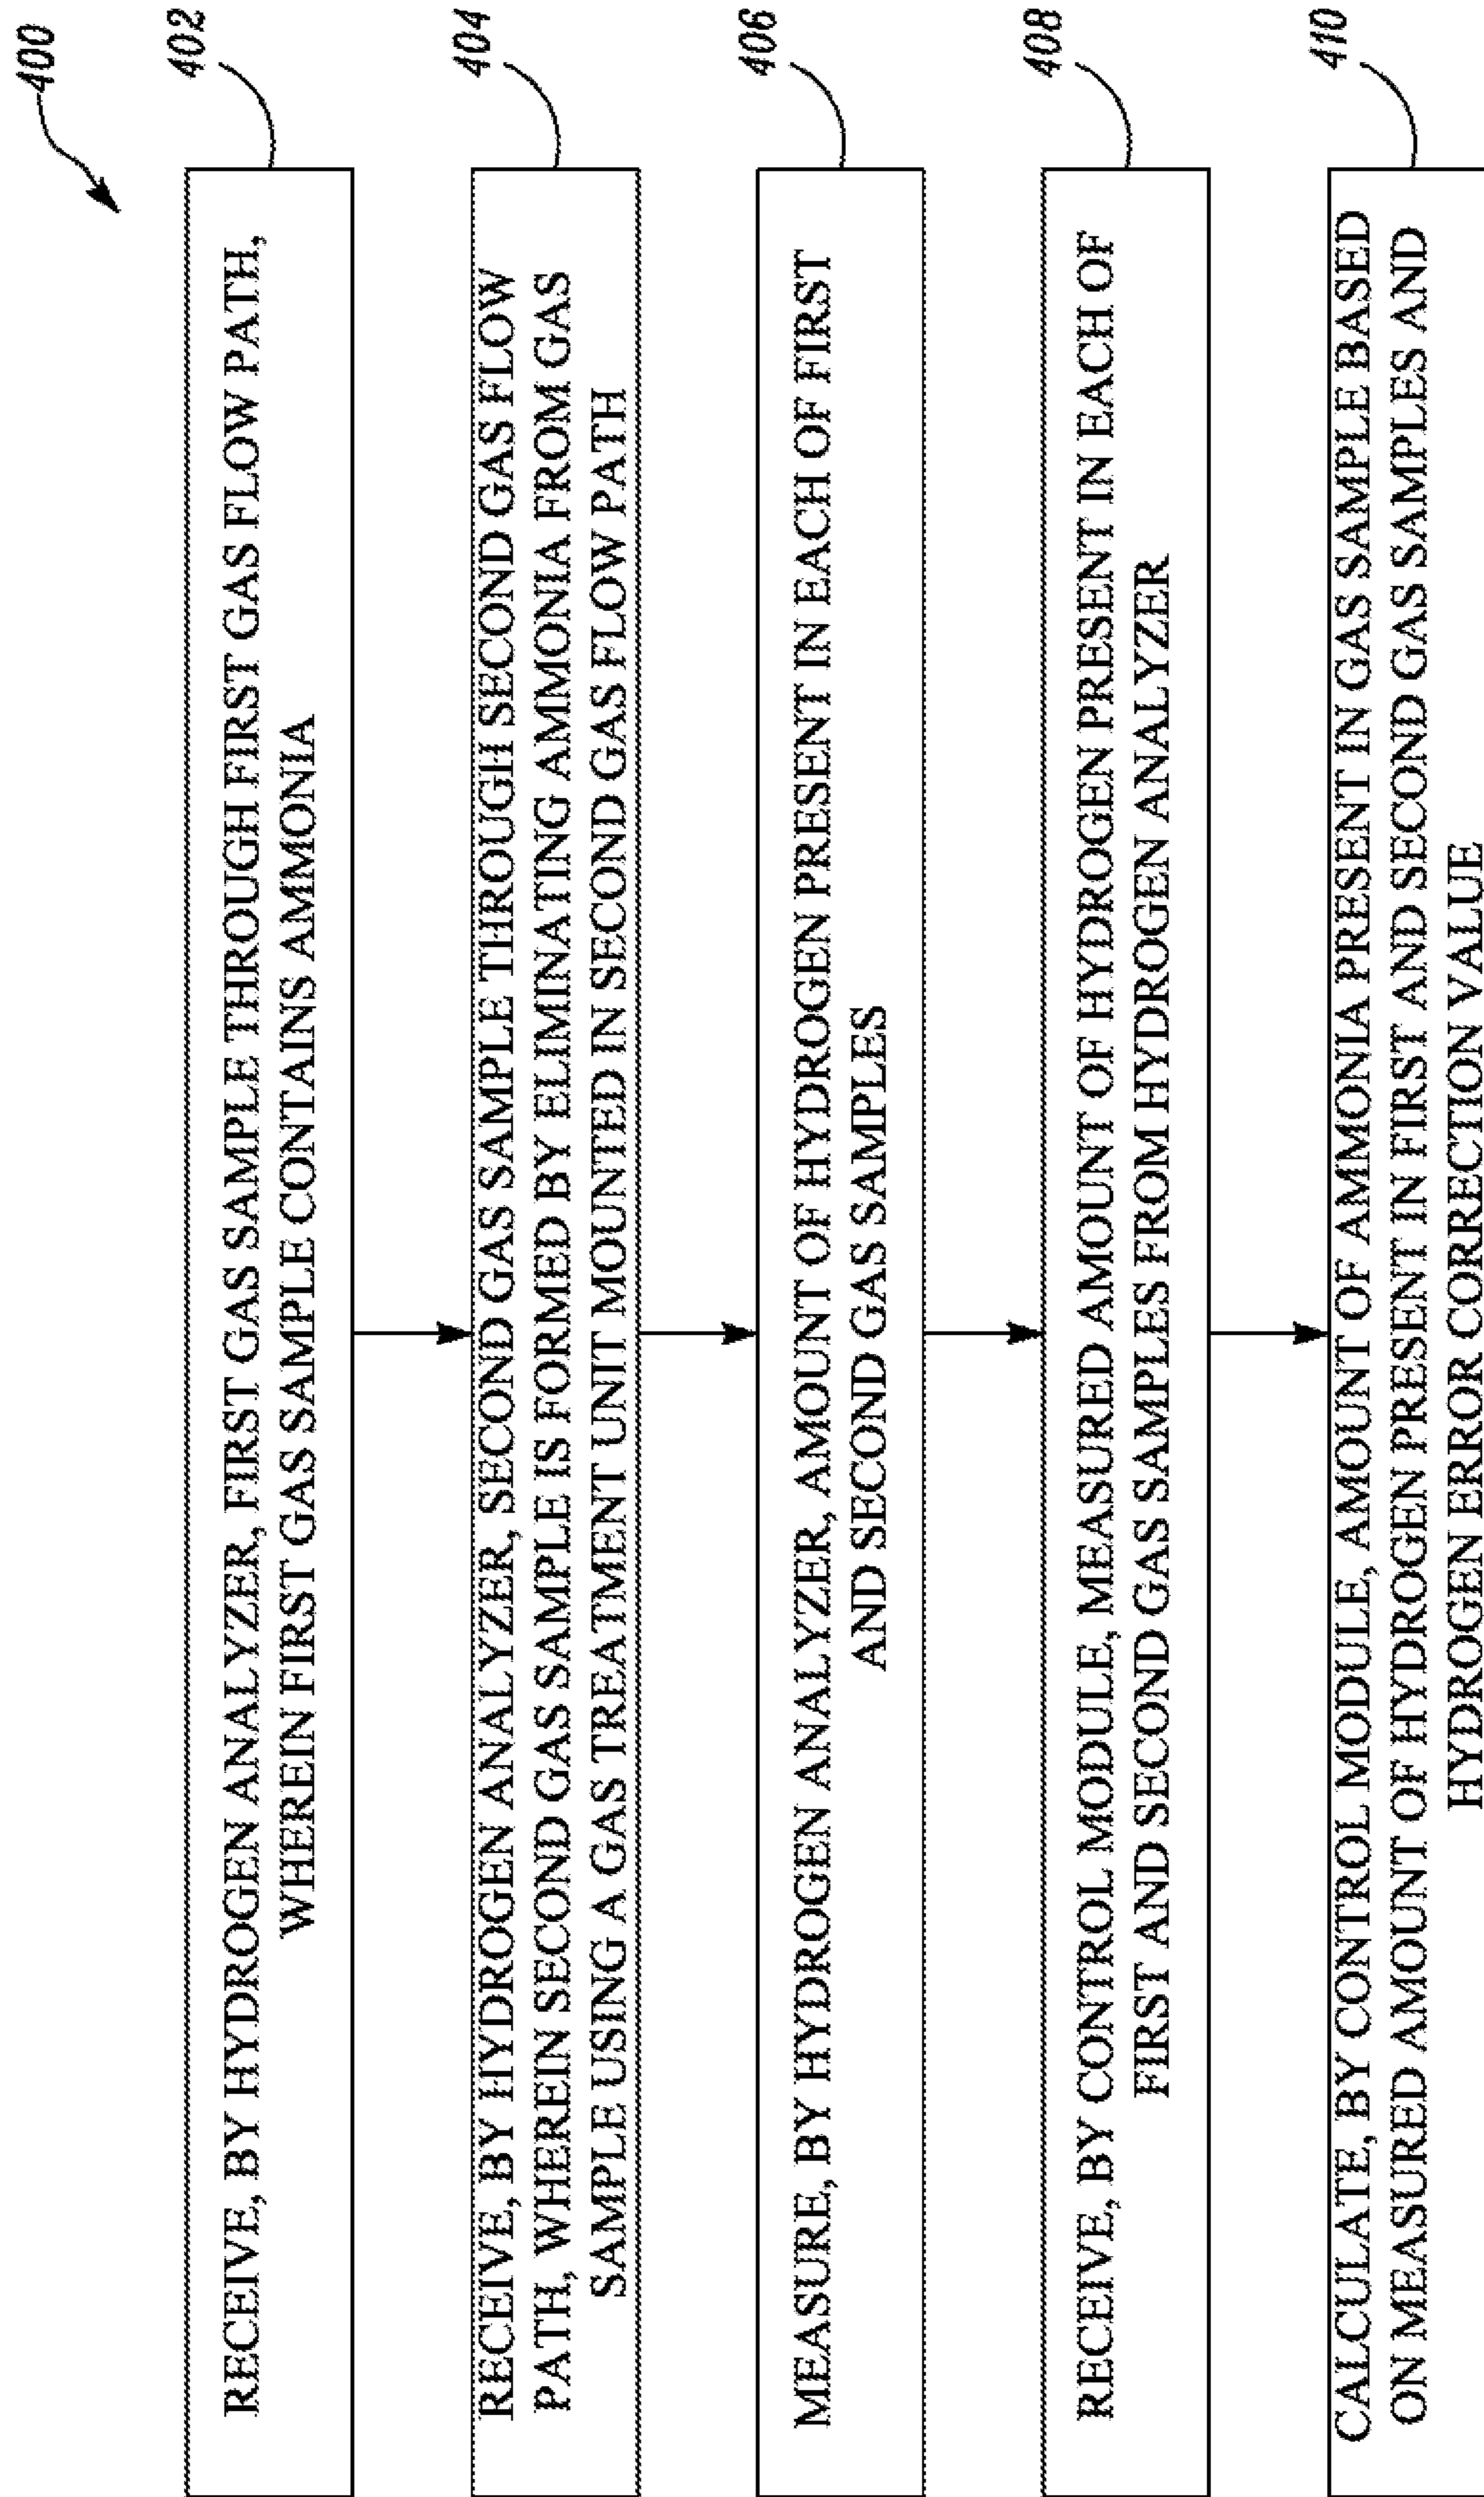 400
402
RECEIVE, BY HYDROGEN ANALYZER, FIRST GAS SAMPLE THROUGH FIRST GAS FLOW PATH,
WHEREIN FIRST GAS SAMPLE CONTAINS AMMONIA
404
RECEIVE, BY HYDROGEN ANALYZER, SECOND GAS SAMPLE THROUGH SECOND GAS FLOW
PATH, WHEREIN SECOND GAS SAMPLE IS FORMED BY ELIMINATING AMMONIA FROM GAS
SAMPLE USING A GAS TREATMENT UNIT MOUNTED IN SECOND GAS FLOW PATH
406
MEASURE, BY HYDROGEN ANALYZER, AMOUNT OF HYDROGEN PRESENT IN EACH OF FIRST
AND SECOND GAS SAMPLES
408
RECEIVE, BY CONTROL MODULE, MEASURED AMOUNT OF HYDROGEN PRESENT IN EACH OF
FIRST AND SECOND GAS SAMPLES FROM HYDROGEN ANALYZER
410
CALCULATE, BY CONTROL MODULE, AMOUNT OF AMMONIA PRESENT IN GAS SAMPLE BASED
ON MEASURED AMOUNT OF HYDROGEN PRESENT IN FIRST AND SECOND GAS SAMPLES AND
HYDROGEN ERROR CORRECTION VALUE